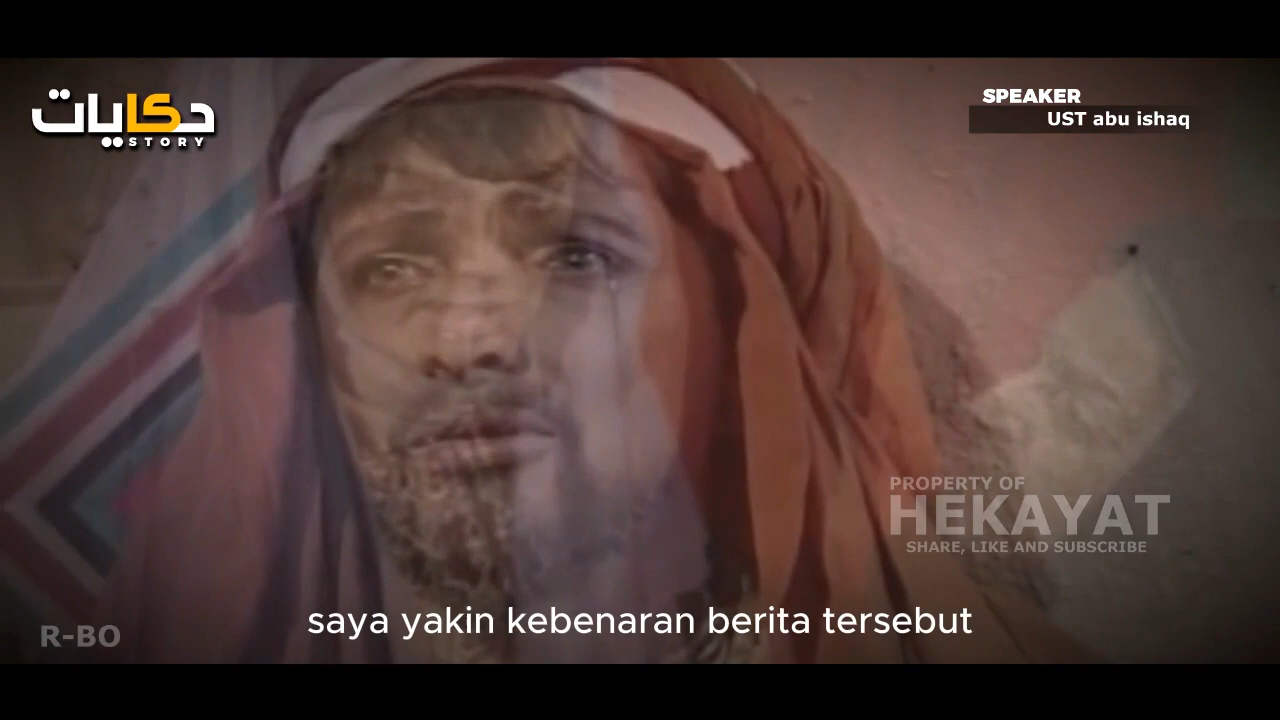 حكايات
STORY
SPEAKER
UST abu ishaq
PROPERTY OF
HEKAYAT
SHARE, LIKE AND SUBSCRIBE
saya yakin kebenaran berita tersebut
R-BO